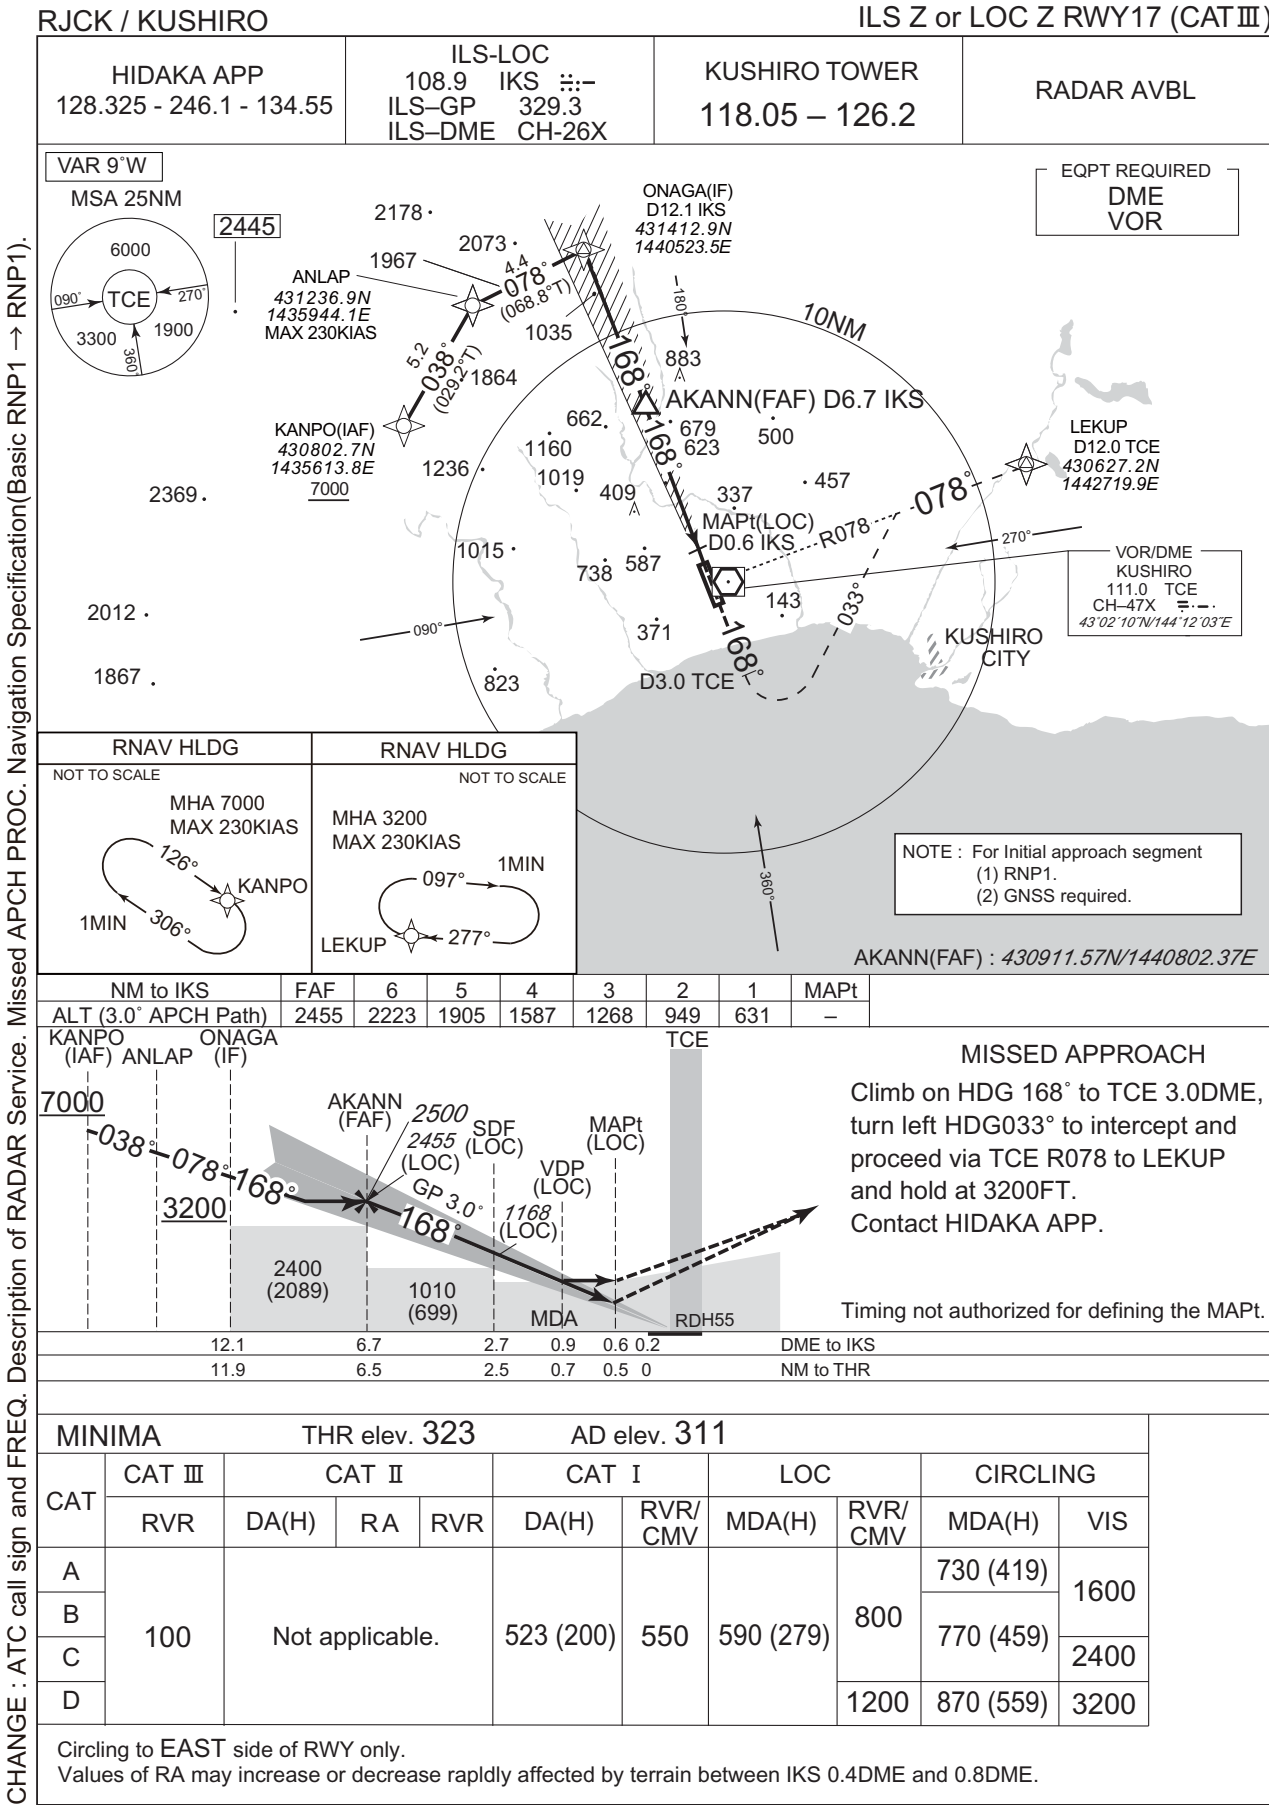 RJCK / KUSHIRO
ILS Z or LOC Z RWY17 (CATⅢ)
HIDAKA APP
128.325 - 246.1 - 134.55
ILS-LOC
108.9 IKS
ILS–GP 329.3
ILS–DME CH-26X
KUSHIRO TOWER
118.05 – 126.2
RADAR AVBL
VAR 9˚W
MSA 25NM
6000
090˚
TCE
270˚
3300
1900
360˚
2445
EQPT REQUIRED
DME
VOR
ONAGA(IF)
D12.1 IKS
431412.9N
1440523.5E
2178
2073
1967
ANLAP
431236.9N
1435944.1E
MAX 230KIAS
4.4
078˚
(068.8°T)
1035
180˚
10NM
5.2
038˚
(029.2°T)
1864
168˚
883
AKANN(FAF) D6.7 IKS
KANPO(IAF)
430802.7N
1435613.8E
7000
662
1160
679
623
500
168˚
1236
1019
409
337
457
2369
LEKUP
D12.0 TCE
430627.2N
1442719.9E
078˚
MAPt(LOC)
D0.6 IKS
R078
270˚
1015
738
587
VOR/DME
KUSHIRO
111.0 TCE
CH–47X
43˚02'10"N/144˚12'03"E
2012
090˚
143
033˚
371
168˚
KUSHIRO
CITY
1867
823
D3.0 TCE
RNAV HLDG
NOT TO SCALE
MHA 7000
MAX 230KIAS
126˚
KANPO
1MIN
306˚
RNAV HLDG
NOT TO SCALE
MHA 3200
MAX 230KIAS
1MIN
097˚
LEKUP
277˚
360˚
NOTE : For Initial approach segment
(1) RNP1.
(2) GNSS required.
AKANN(FAF) : 430911.57N/1440802.37E
NM to IKS FAF 6 5 4 3 2 1 MAPt
ALT (3.0˚ APCH Path) 2455 2223 1905 1587 1268 949 631 –
KANPO
(IAF)
ANLAP
ONAGA
(IF)
TCE
7000
038˚
078˚
168˚
3200
AKANN
(FAF)
2500
2455
(LOC)
SDF
(LOC)
MAPt
(LOC)
VDP
(LOC)
GP 3.0˚
168˚
1168
(LOC)
2400
(2089)
1010
(699)
MDA
RDH55
12.1 6.7 2.7 0.9 0.6 0.2 DME to IKS
11.9 6.5 2.5 0.7 0.5 0 NM to THR
MISSED APPROACH
Climb on HDG 168˚ to TCE 3.0DME,
turn left HDG033° to intercept and
proceed via TCE R078 to LEKUP
and hold at 3200FT.
Contact HIDAKA APP.
Timing not authorized for defining the MAPt.
MINIMA THR elev. 323 AD elev. 311
CAT CAT Ⅲ CAT Ⅱ CAT Ⅰ LOC CIRCLING
RVR DA(H) RA RVR DA(H) RVR/CMV MDA(H) RVR/CMV MDA(H) VIS
A
B
C
D
100
Not applicable.
523 (200)
550
590 (279)
800
1200
730 (419)
770 (459)
870 (559)
1600
2400
3200
Circling to EAST side of RWY only.
Values of RA may increase or decrease rapldly affected by terrain between IKS 0.4DME and 0.8DME.
CHANGE : ATC call sign and FREQ. Description of RADAR Service. Missed APCH PROC. Navigation Specification(Basic RNP1 → RNP1).